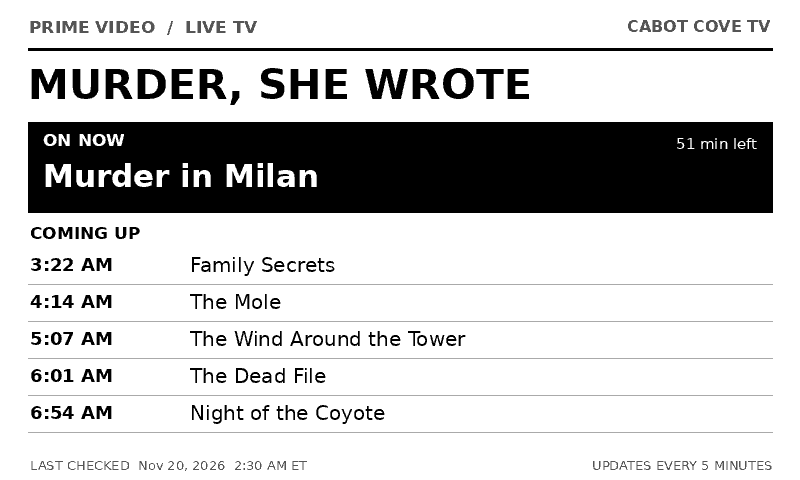 PRIME VIDEO / LIVE TV
CABOT COVE TV
MURDER, SHE WROTE
ON NOW
51 min left
Murder in Milan
COMING UP
3:22 AM Family Secrets
4:14 AM The Mole
5:07 AM The Wind Around the Tower
6:01 AM The Dead File
6:54 AM Night of the Coyote
LAST CHECKED Nov 20, 2026 2:30 AM ET
UPDATES EVERY 5 MINUTES